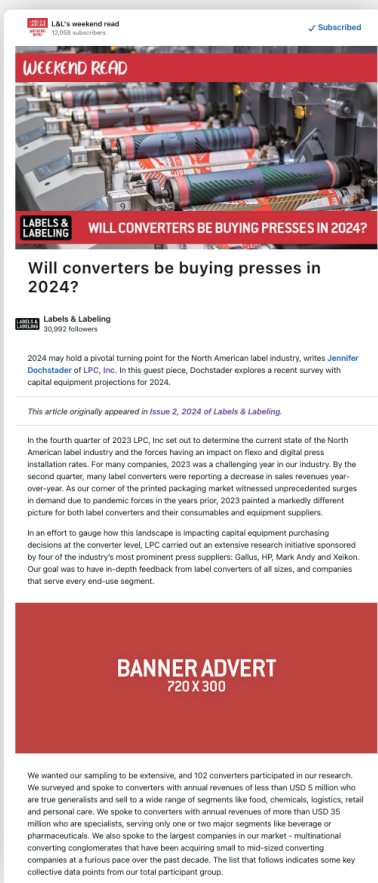 LABELS & LABELING
WEEKEND READ
L&L's weekend read
12,058 subscribers
✓ Subscribed
WEEKEND READ
9
LABELS &
LABELING
WILL CONVERTERS BE BUYING PRESSES IN 2024?
Will converters be buying presses in
2024?
LABELS &
LABELING
Labels & Labeling
30,992 followers
2024 may hold a pivotal turning point for the North American label industry, writes Jennifer
Dochstader of LPC, Inc. In this guest piece, Dochstader explores a recent survey with
capital equipment projections for 2024.
This article originally appeared in Issue 2, 2024 of Labels & Labeling.
In the fourth quarter of 2023 LPC, Inc set out to determine the current state of the North
American label industry and the forces having an impact on flexo and digital press
installation rates. For many companies, 2023 was a challenging year in our industry. By the
second quarter, many label converters were reporting a decrease in sales revenues year-
over-year. As our corner of the printed packaging market witnessed unprecedented surges
in demand due to pandemic forces in the years prior, 2023 painted a markedly different
picture for both label converters and their consumables and equipment suppliers.
In an effort to gauge how this landscape is impacting capital equipment purchasing
decisions at the converter level, LPC carried out an extensive research initiative sponsored
by four of the industry's most prominent press suppliers: Gallus, HP, Mark Andy and Xeikon.
Our goal was to have in-depth feedback from label converters of all sizes, and companies
that serve every end-use segment.
BANNER ADVERT
720 X 300
We wanted our sampling to be extensive, and 102 converters participated in our research.
We surveyed and spoke to converters with annual revenues of less than USD 5 million who
are true generalists and sell to a wide range of segments like food, chemicals, logistics, retail
and personal care. We spoke to converters with annual revenues of more than USD 35
million who are specialists, serving only one or two major segments like beverage or
pharmaceuticals. We also spoke to the largest companies in our market - multinational
converting conglomerates that have been acquiring small to mid-sized converting
companies at a furious pace over the past decade. The list that follows indicates some key
collective data points from our total participant group.